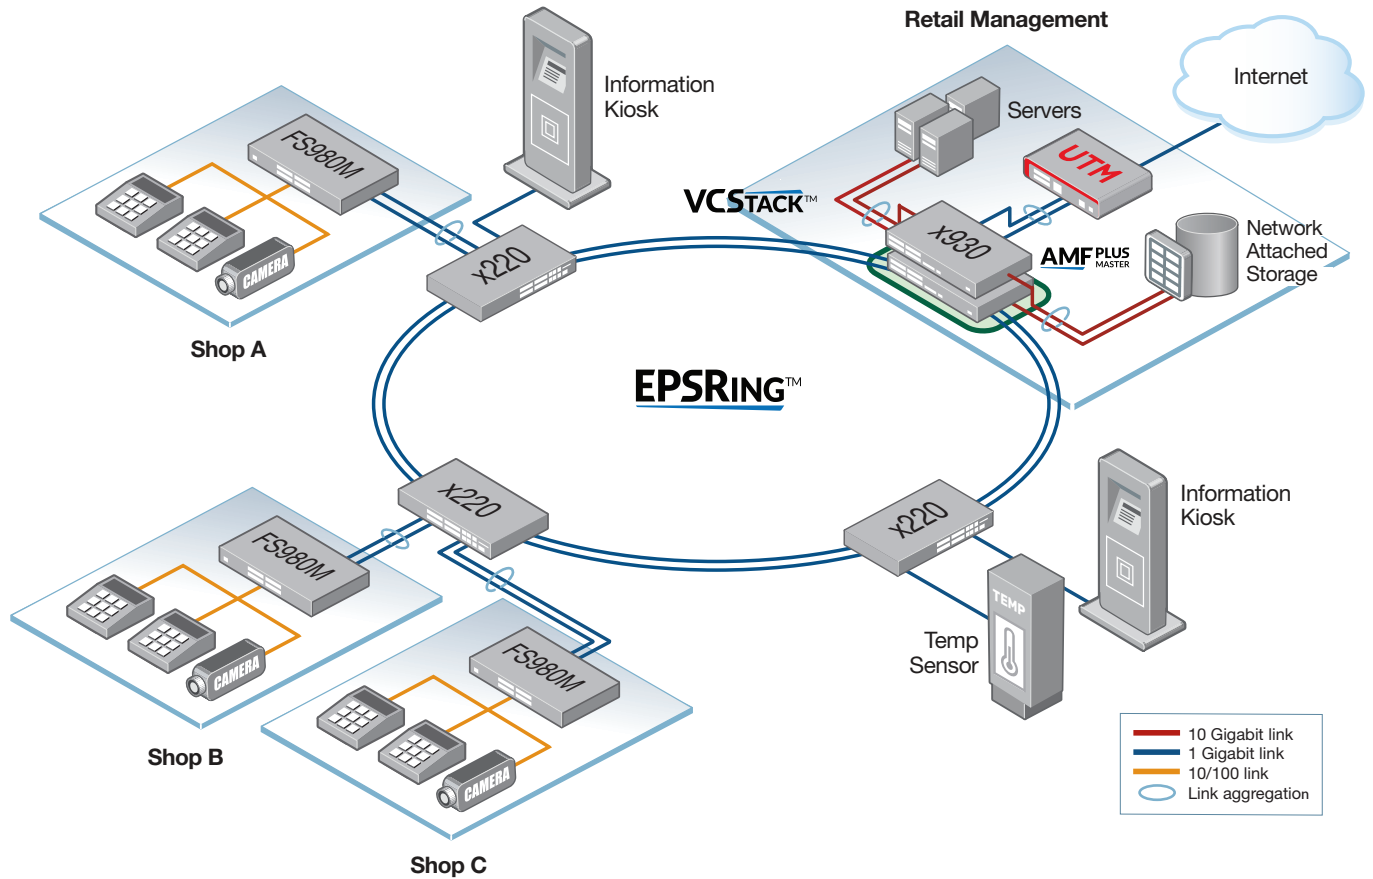 Retail Management
Internet
Information
Kiosk
Servers
FS980M
UTM
VCSTACK™
x930
Network
Attached
Storage
AMF PLUS
MASTER
x220
CAMERA
Shop A
EPSRING™
x220
x220
Information
Kiosk
FS980M
TEMP
Temp
Sensor
CAMERA
FS980M
Shop B
CAMERA
Shop C
10 Gigabit link
1 Gigabit link
10/100 link
Link aggregation